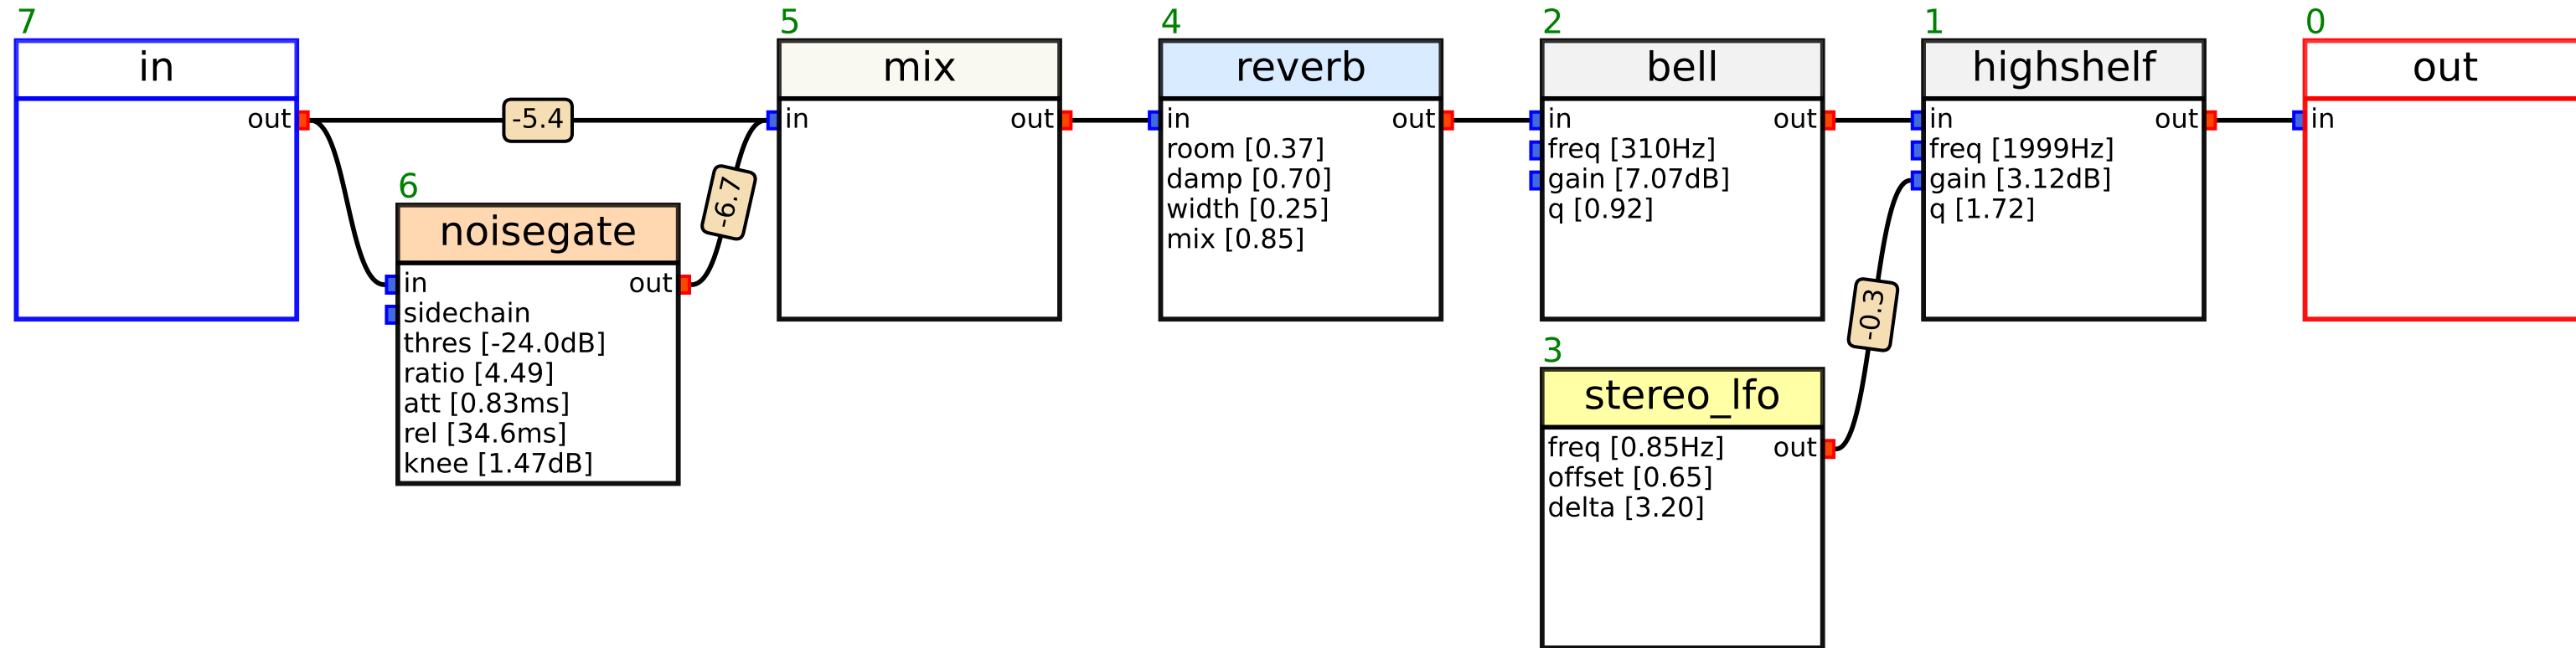 7
in
out
-5.4
6
noisegate
in
out
sidechain
thres [-24.0dB]
ratio [4.49]
att [0.83ms]
rel [34.6ms]
knee [1.47dB]
-6.7
5
mix
in
out
4
reverb
in
out
room [0.37]
damp [0.70]
width [0.25]
mix [0.85]
2
bell
in
out
freq [310Hz]
gain [7.07dB]
q [0.92]
3
stereo_lfo
freq [0.85Hz]
out
offset [0.65]
delta [3.20]
-0.3
1
highshelf
in
out
freq [1999Hz]
gain [3.12dB]
q [1.72]
0
out
in